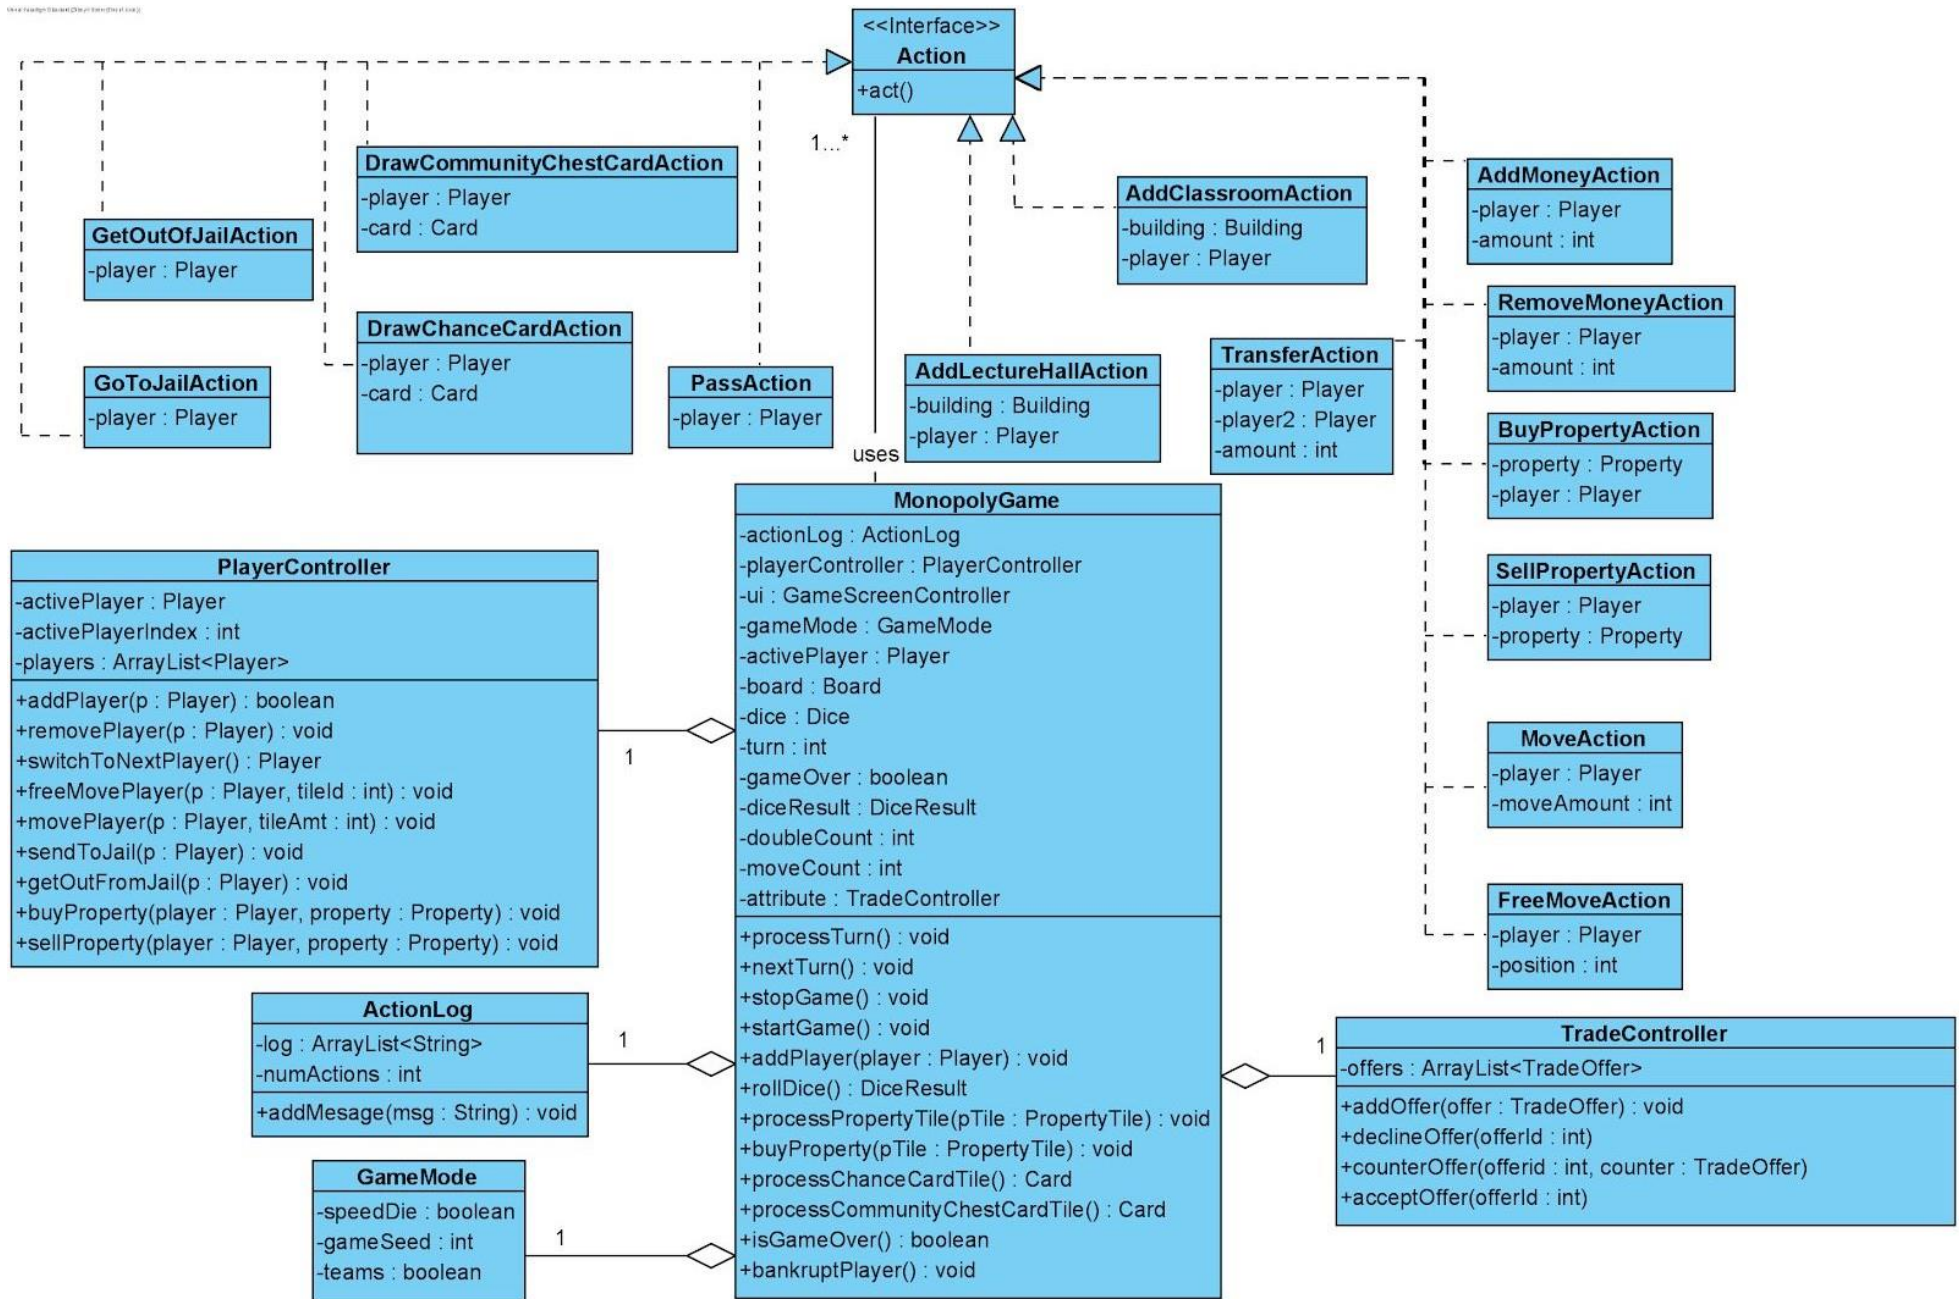 <<Interface>>
Action
+act()
1...*
DrawCommunityChestCardAction
-player : Player
-card : Card
GetOutOfJailAction
-player : Player
DrawChanceCardAction
-player : Player
-card : Card
GoToJailAction
-player : Player
PassAction
-player : Player
AddClassroomAction
-building : Building
-player : Player
AddLectureHallAction
-building : Building
-player : Player
uses
AddMoneyAction
-player : Player
-amount : int
RemoveMoneyAction
-player : Player
-amount : int
TransferAction
-player : Player
-player2 : Player
-amount : int
BuyPropertyAction
-property : Property
-player : Player
SellPropertyAction
-player : Player
-property : Property
MoveAction
-player : Player
-moveAmount : int
FreeMoveAction
-player : Player
-position : int
MonopolyGame
-actionLog : ActionLog
-playerController : PlayerController
-ui : GameScreenController
-gameMode : GameMode
-activePlayer : Player
-board : Board
-dice : Dice
-turn : int
-gameOver : boolean
-diceResult : DiceResult
-doubleCount : int
-moveCount : int
-attribute : TradeController
+processTurn() : void
+nextTurn() : void
+stopGame() : void
+startGame() : void
+addPlayer(player : Player) : void
+rollDice() : DiceResult
+processPropertyTile(pTile : PropertyTile) : void
+buyProperty(pTile : PropertyTile) : void
+processChanceCardTile() : Card
+processCommunityChestCardTile() : Card
+isGameOver() : boolean
+bankruptPlayer() : void
PlayerController
-activePlayer : Player
-activePlayerIndex : int
-players : ArrayList<Player>
+addPlayer(p : Player) : boolean
+removePlayer(p : Player) : void
+switchToNextPlayer() : Player
+freeMovePlayer(p : Player, tileId : int) : void
+movePlayer(p : Player, tileAmt : int) : void
+sendToJail(p : Player) : void
+getOutFromJail(p : Player) : void
+buyProperty(player : Player, property : Property) : void
+sellProperty(player : Player, property : Property) : void
1
ActionLog
-log : ArrayList<String>
-numActions : int
+addMesage(msg : String) : void
1
GameMode
-speedDie : boolean
-gameSeed : int
-teams : boolean
1
TradeController
-offers : ArrayList<TradeOffer>
+addOffer(offer : TradeOffer) : void
+declineOffer(offerId : int)
+counterOffer(offerid : int, counter : TradeOffer)
+acceptOffer(offerId : int)
1